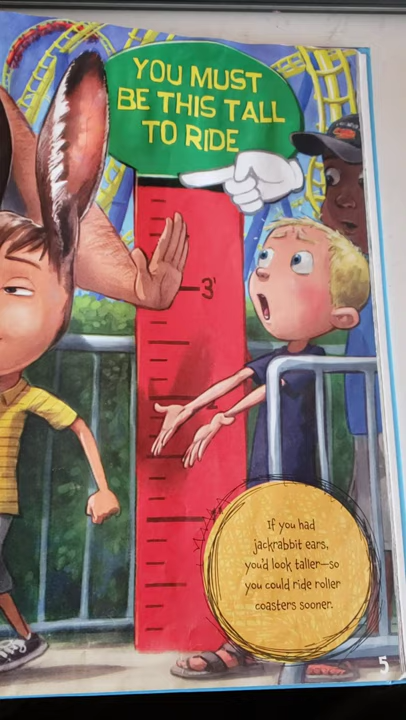 YOU MUST
BE THIS TALL
TO RIDE
3'
If you had
jackrabbit ears,
you'd look taller—so
you could ride roller
coasters sooner.
5